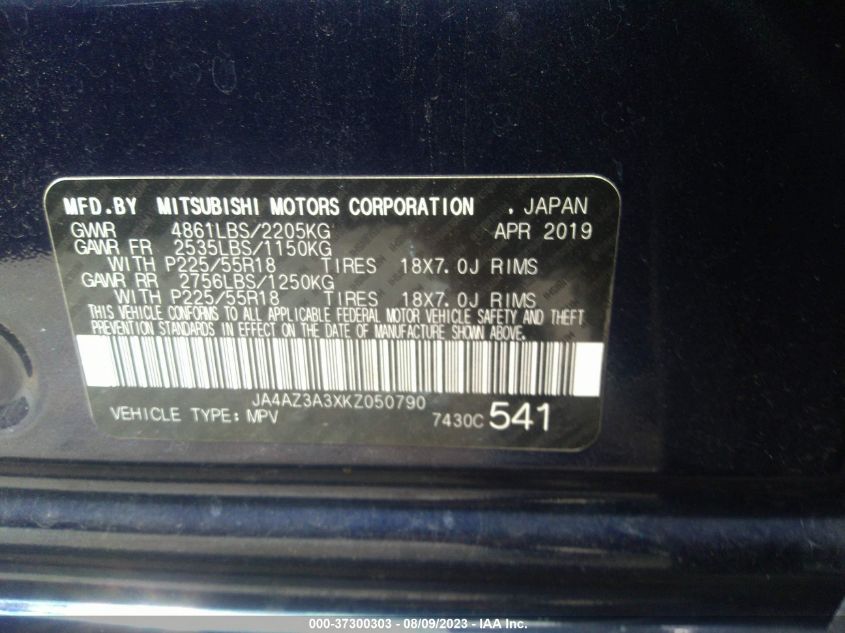 MFD.BY MITSUBISHI MOTORS CORPORATION . JAPAN
GVWR 4861LBS/2205KG APR 2019
GAWR FR 2535LBS/1150KG
WITH P225/55R18 TIRES 18X7.0J RIMS
GAWR RR 2756LBS/1250KG
WITH P225/55R18 TIRES 18X7.0J RIMS
THIS VEHICLE CONFORMS TO ALL APPLICABLE FEDERAL MOTOR VEHICLE SAFETY AND THEFT
PREVENTION STANDARDS IN EFFECT ON THE DATE OF MANUFACTURE SHOWN ABOVE.
JA4AZ3A3XKZ050790
VEHICLE TYPE: MPV 7430C 541
000-37300303 - 08/09/2023 - IAA Inc.